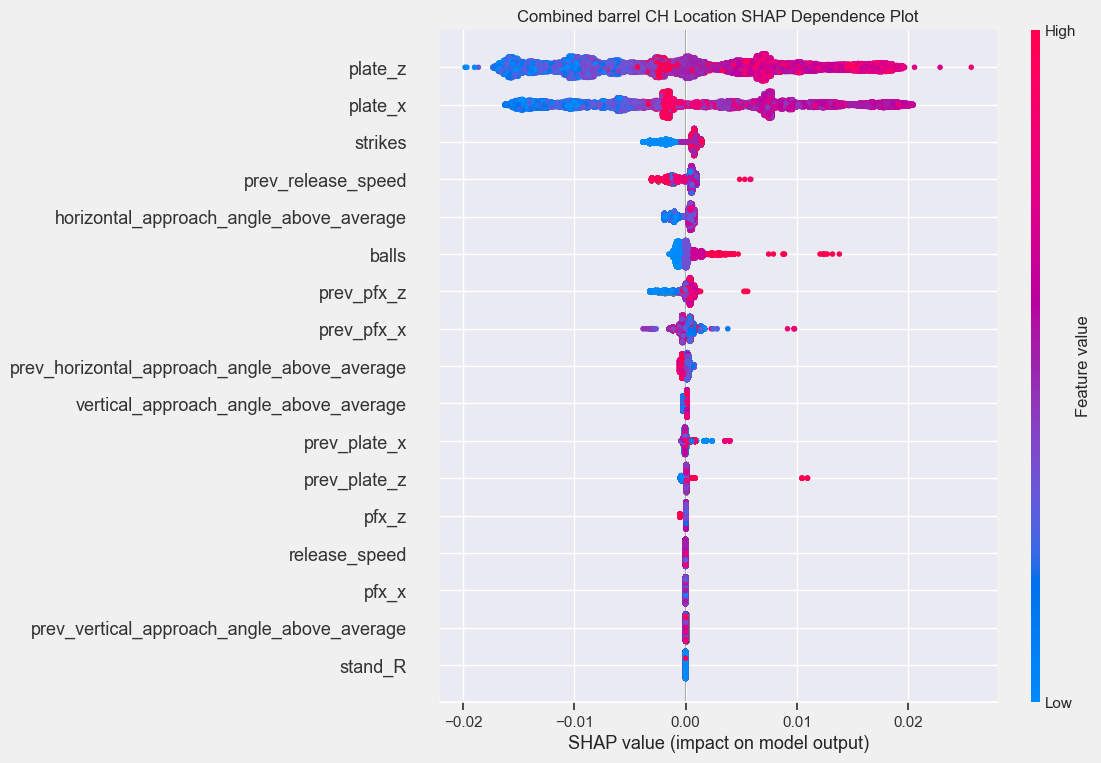 Combined barrel CH Location SHAP Dependence Plot
High
plate_z
plate_x
strikes
prev_release_speed
horizontal_approach_angle_above_average
balls
prev_pfx_z
prev_pfx_x
prev_horizontal_approach_angle_above_average
vertical_approach_angle_above_average
prev_plate_x
prev_plate_z
pfx_z
release_speed
pfx_x
prev_vertical_approach_angle_above_average
stand_R
Feature value
Low
−0.02 −0.01 0.00 0.01 0.02
SHAP value (impact on model output)